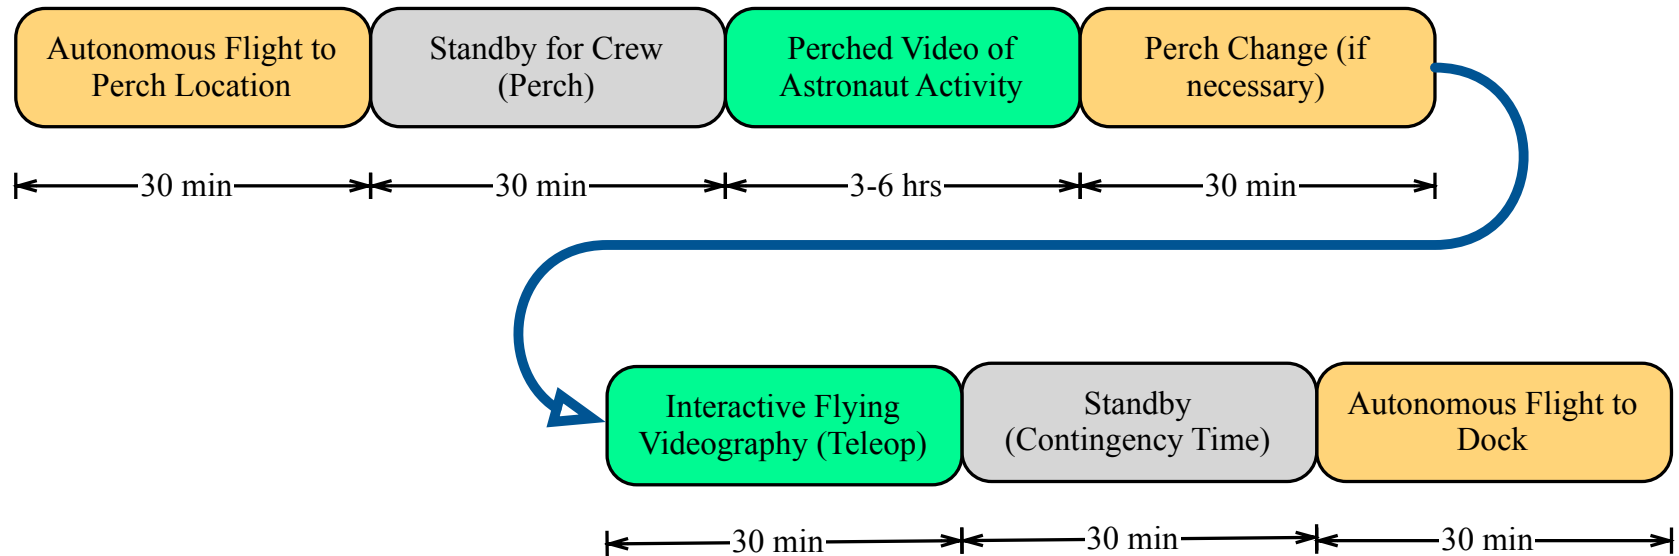 Autonomous Flight to
Perch Location
Standby for Crew
(Perch)
Perched Video of
Astronaut Activity
Perch Change (if
necessary)
30 min
30 min
3-6 hrs
30 min
Interactive Flying
Videography (Teleop)
Standby
(Contingency Time)
Autonomous Flight to
Dock
30 min
30 min
30 min